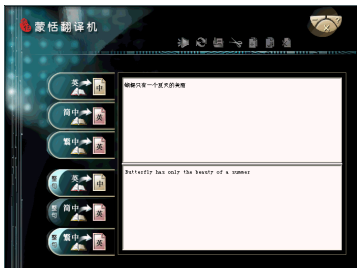 蒙恬翻译机
英 中
蝴蝶只有一个夏天的美丽
简中 英
繁中 英
Butterfly has only the beauty of a summer
整句 英 中
整句 简中 英
整句 繁中 英